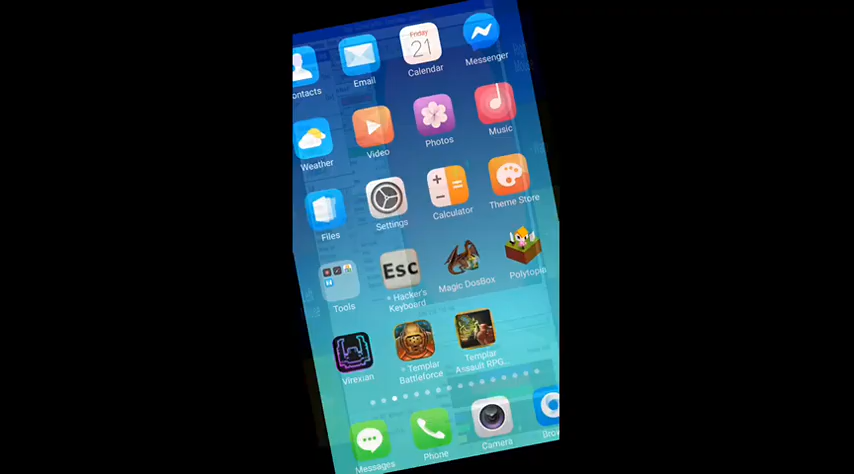 Friday
21
ontacts
Email
Calendar
Messenger
Weather
Video
Photos
Music
Files
Settings
Calculator
Theme Store
Tools
Esc
Hacker's
Keyboard
Magic DosBox
Polytopia
Virexian
Templar
Battleforce
Templar
Assault RPG...
Messages
Phone
Camera
Bro